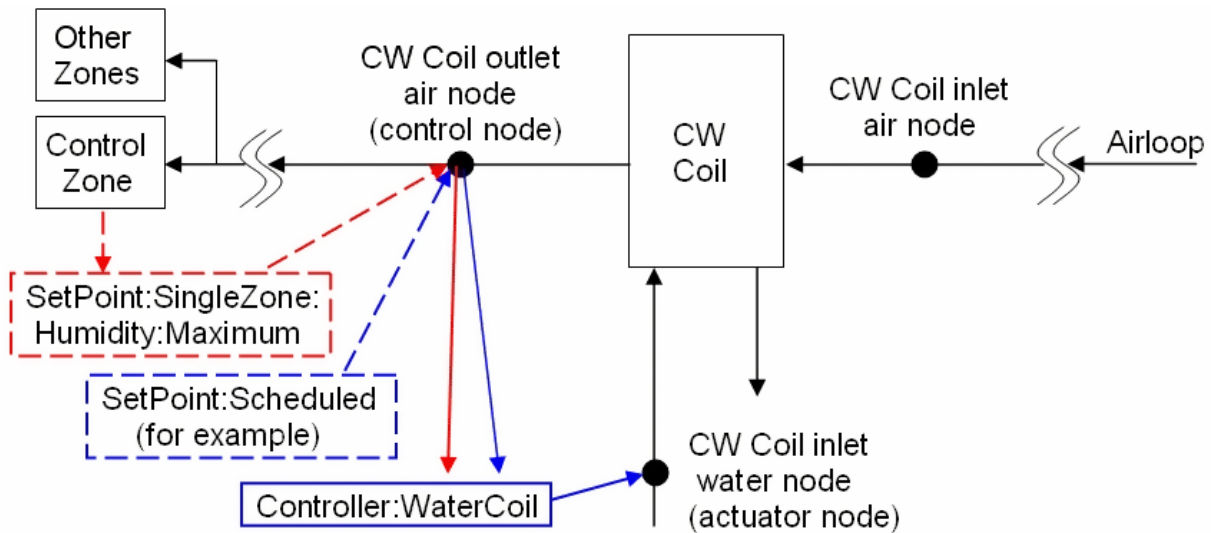 Other
Zones
Control
Zone
CW Coil outlet
air node
(control node)
CW
Coil
CW Coil inlet
air node
Airloop
SetPoint:SingleZone:
Humidity:Maximum
SetPoint:Scheduled
(for example)
Controller:WaterCoil
CW Coil inlet
water node
(actuator node)